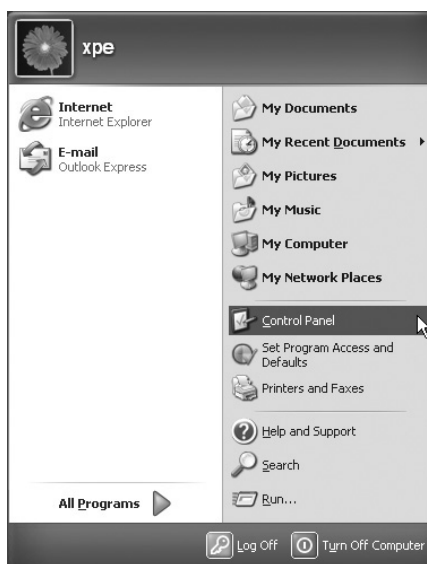 xpe
Internet
Internet Explorer
E-mail
Outlook Express
All Programs
My Documents
My Recent Documents
My Pictures
My Music
My Computer
My Network Places
Control Panel
Set Program Access and
Defaults
Printers and Faxes
Help and Support
Search
Run...
Log Off
Turn Off Computer